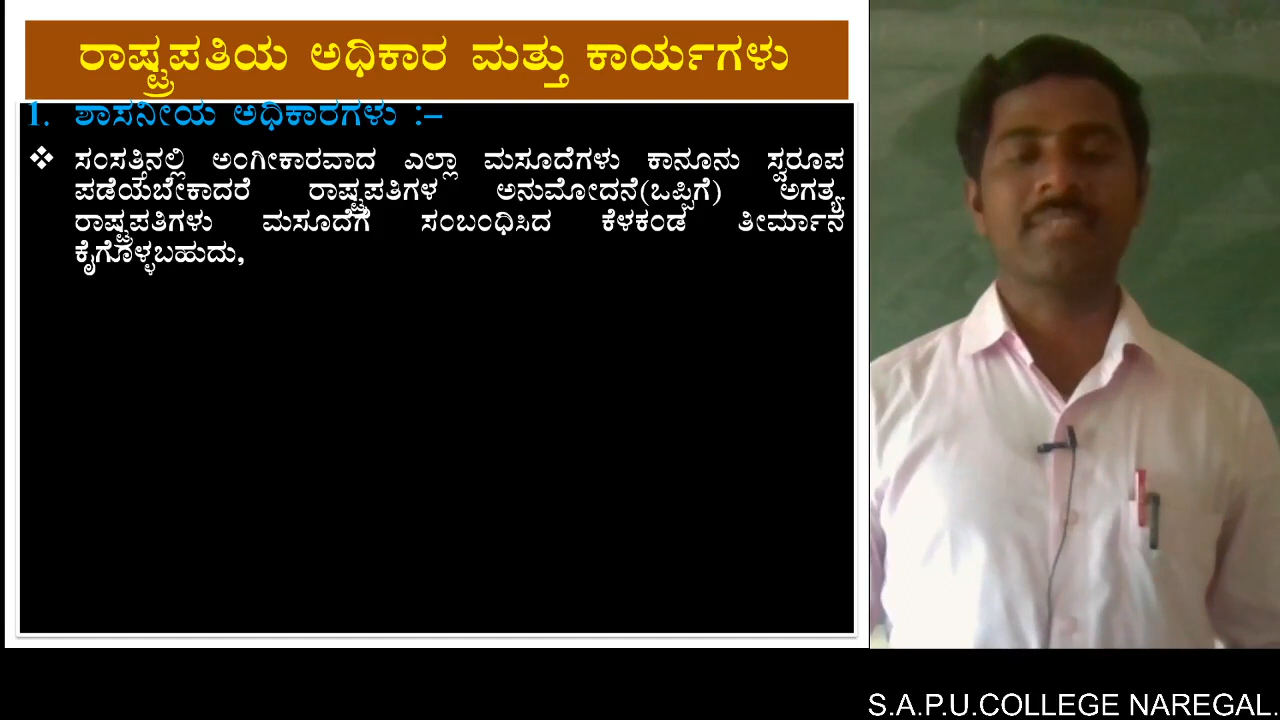 ರಾಷ್ಟ್ರಪತಿಯ ಅಧಿಕಾರ ಮತ್ತು ಕಾರ್ಯಗಳು
1. ಶಾಸನೀಯ ಅಧಿಕಾರಗಳು :–
❖ ಸಂಸತ್ತಿನಲ್ಲಿ ಅಂಗೀಕಾರವಾದ ಎಲ್ಲಾ ಮಸೂದೆಗಳು ಕಾನೂನು ಸ್ವರೂಪ
ಪಡೆಯಬೇಕಾದರೆ ರಾಷ್ಟ್ರಪತಿಗಳ ಅನುಮೋದನೆ(ಒಪ್ಪಿಗೆ) ಅಗತ್ಯ.
ರಾಷ್ಟ್ರಪತಿಗಳು ಮಸೂದೆಗೆ ಸಂಬಂಧಿಸಿದ ಕೆಳಕಂಡ ತೀರ್ಮಾನ
ಕೈಗೊಳ್ಳಬಹುದು,
S.A.P.U.COLLEGE NAREGAL.